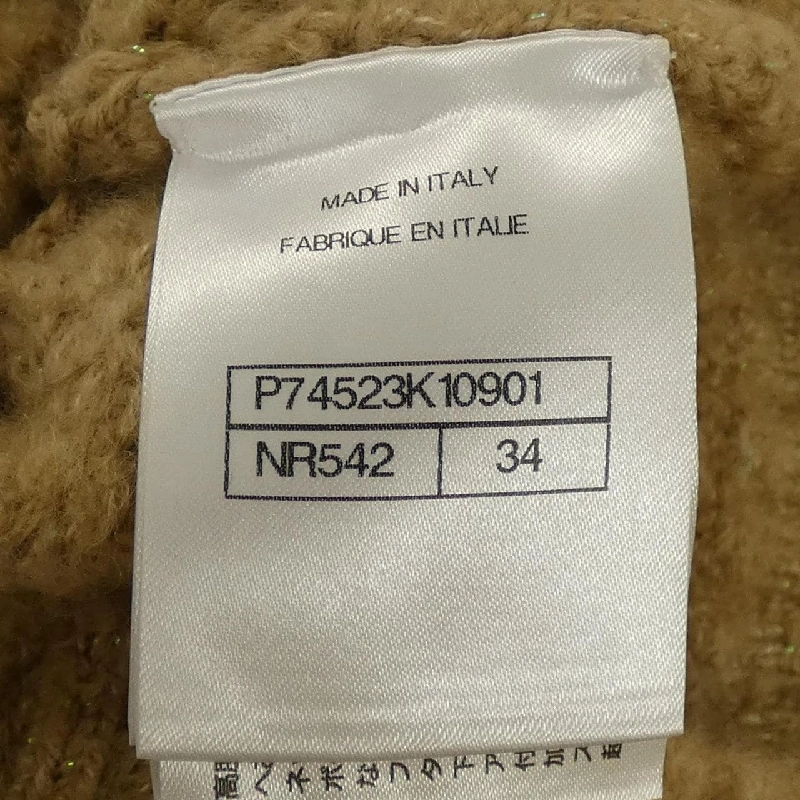 MADE IN ITALY
FABRIQUE EN ITALIE
P74523K10901
NR542 34